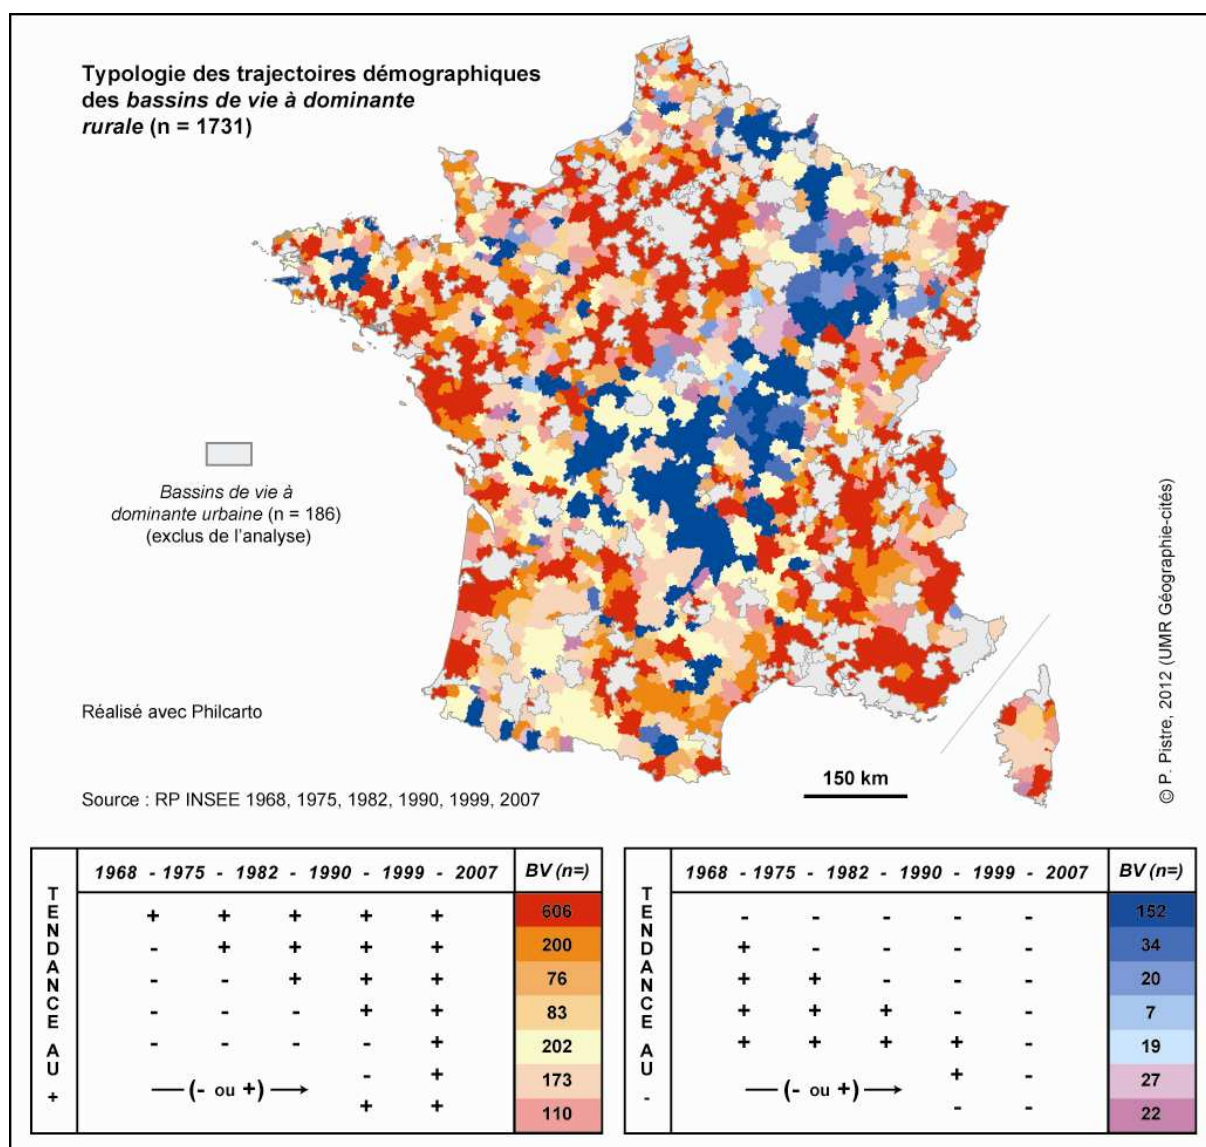 Typologie des trajectoires démographiques
des bassins de vie à dominante
rurale (n = 1731)
Bassins de vie à
dominante urbaine (n = 186)
(exclus de l'analyse)
Réalisé avec Philcarto
Source : RP INSEE 1968, 1975, 1982, 1990, 1999, 2007
150 km
© P. Pistre, 2012 (UMR Géographie-cités)
TENDANCE AU +
1968 - 1975 - 1982 - 1990 - 1999 - 2007 BV (n=)
+ + + + + 606
- + + + + 200
- - + + + 76
- - - + + 83
- - - - + 202
(- ou +) - + 173
+ + 110
TENDANCE AU -
1968 - 1975 - 1982 - 1990 - 1999 - 2007 BV (n=)
- - - - - 152
+ - - - - 34
+ + - - - 20
+ + + - - 7
+ + + + - 19
(- ou +) + - 27
- - 22